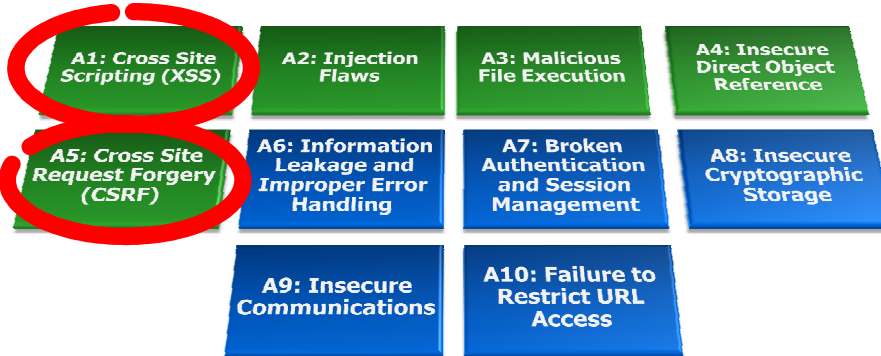 A1: Cross Site
Scripting (XSS)
A2: Injection
Flaws
A3: Malicious
File Execution
A4: Insecure
Direct Object
Reference
A5: Cross Site
Request Forgery
(CSRF)
A6: Information
Leakage and
Improper Error
Handling
A7: Broken
Authentication
and Session
Management
A8: Insecure
Cryptographic
Storage
A9: Insecure
Communications
A10: Failure to
Restrict URL
Access